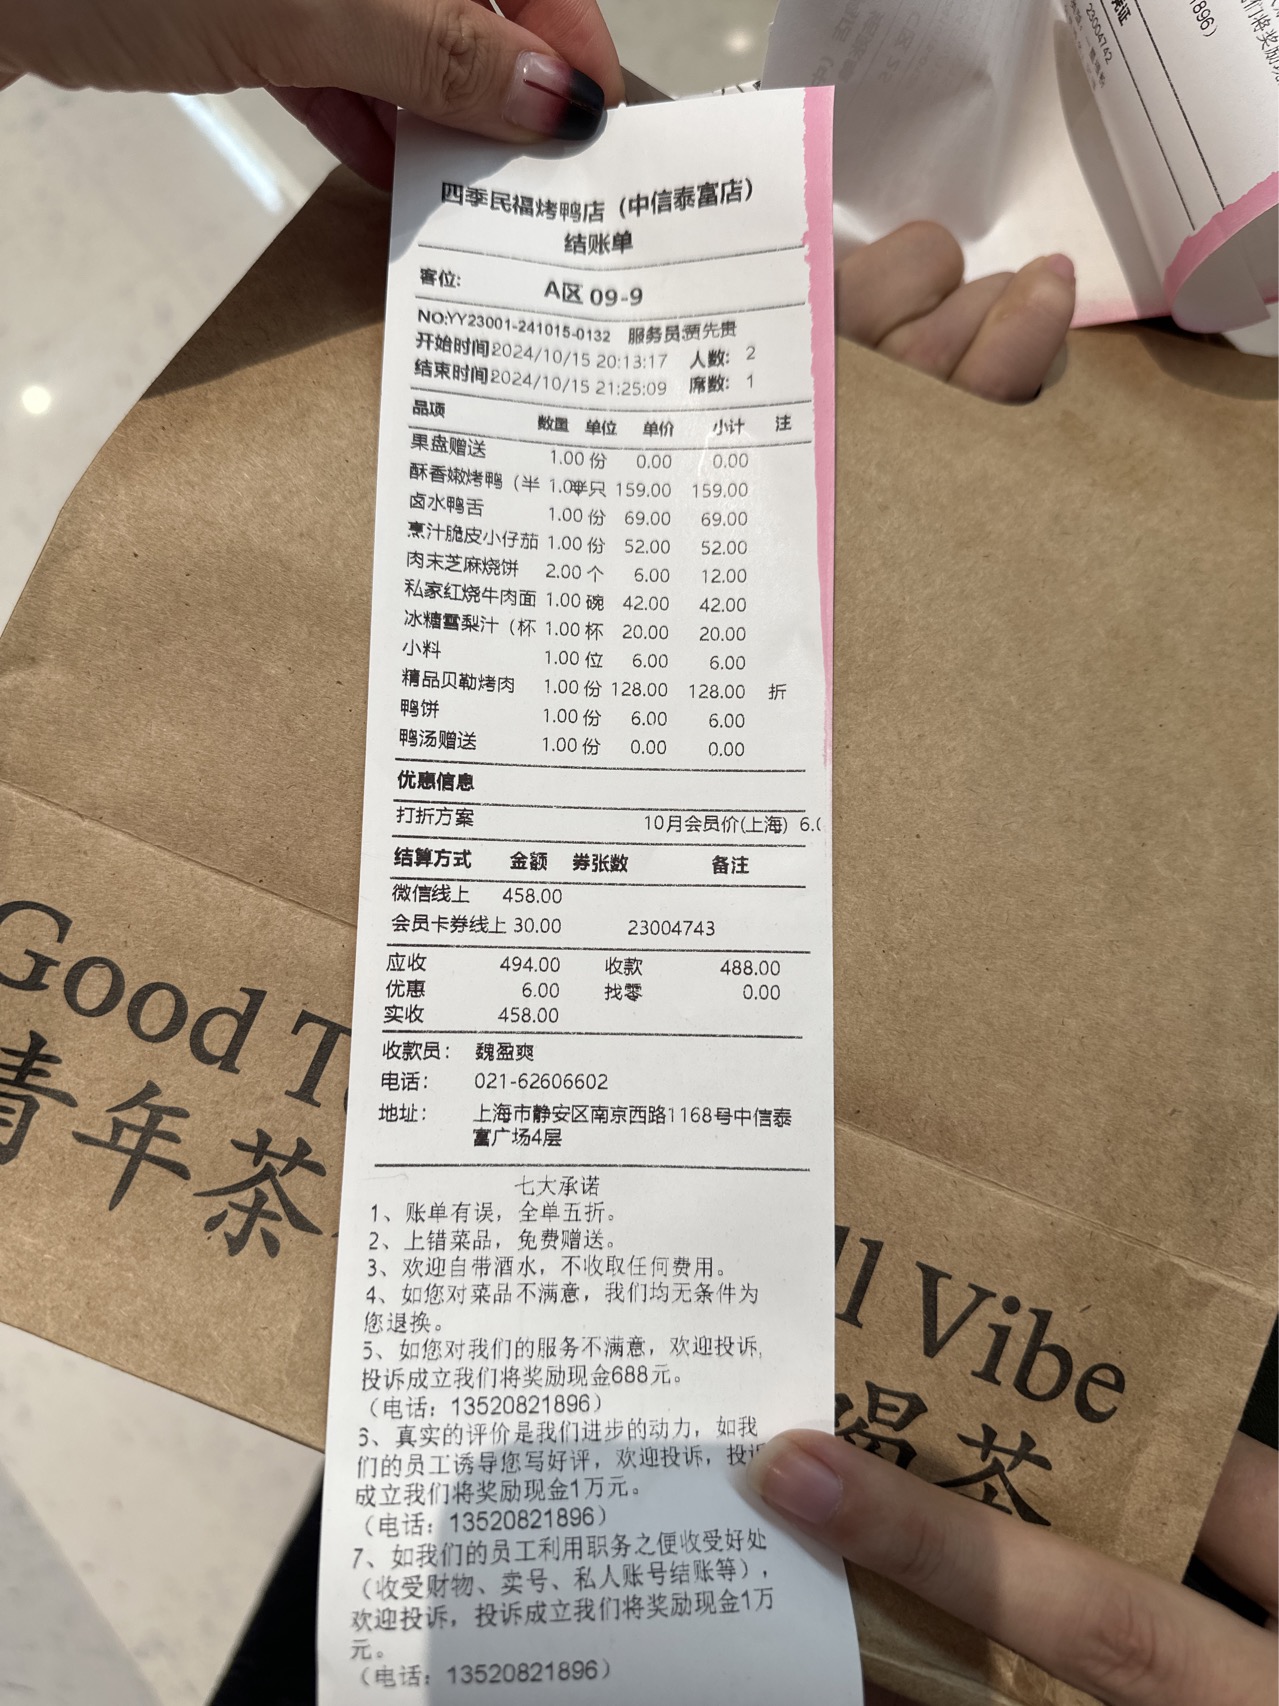 四季民福烤鸭店（中信泰富店）
结账单
客位: A区 09-9
NO:YY23001-241015-0132 服务员:贾先贵
开始时间2024/10/15 20:13:17 人数: 2
结束时间2024/10/15 21:25:09 席数: 1
品项 数量 单位 单价 小计 注
果盘赠送 1.00 份 0.00 0.00
酥香嫩烤鸭（半 1.0 半只 159.00 159.00
卤水鸭舌 1.00 份 69.00 69.00
烹汁脆皮小仔茄 1.00 份 52.00 52.00
肉末芝麻烧饼 2.00 个 6.00 12.00
私家红烧牛肉面 1.00 碗 42.00 42.00
冰糖雪梨汁（杯 1.00 杯 20.00 20.00
小料 1.00 位 6.00 6.00
精品贝勒烤肉 1.00 份 128.00 128.00 折
鸭饼 1.00 份 6.00 6.00
鸭汤赠送 1.00 份 0.00 0.00
优惠信息
打折方案 10月会员价(上海) 6.0
结算方式 金额 券张数 备注
微信线上 458.00
会员卡券线上 30.00 23004743
应收 494.00 收款 488.00
优惠 6.00 找零 0.00
实收 458.00
收款员: 魏盈爽
电话: 021-62606602
地址: 上海市静安区南京西路1168号中信泰
富广场4层
七大承诺
1、账单有误，全单五折。
2、上错菜品，免费赠送。
3、欢迎自带酒水，不收取任何费用。
4、如您对菜品不满意，我们均无条件为
您退换。
5、如您对我们的服务不满意，欢迎投诉，
投诉成立我们将奖励现金688元。
（电话：13520821896）
6、真实的评价是我们进步的动力，如我
们的员工诱导您写好评，欢迎投诉，投诉
成立我们将奖励现金1万元。
（电话：13520821896）
7、如我们的员工利用职务之便收受好处
（收受财物、卖号、私人账号结账等），
欢迎投诉，投诉成立我们将奖励现金1万
元。
（电话：13520821896）
Good T
青年茶
ll Vibe
喝茶
23004742
896）
们将奖励现